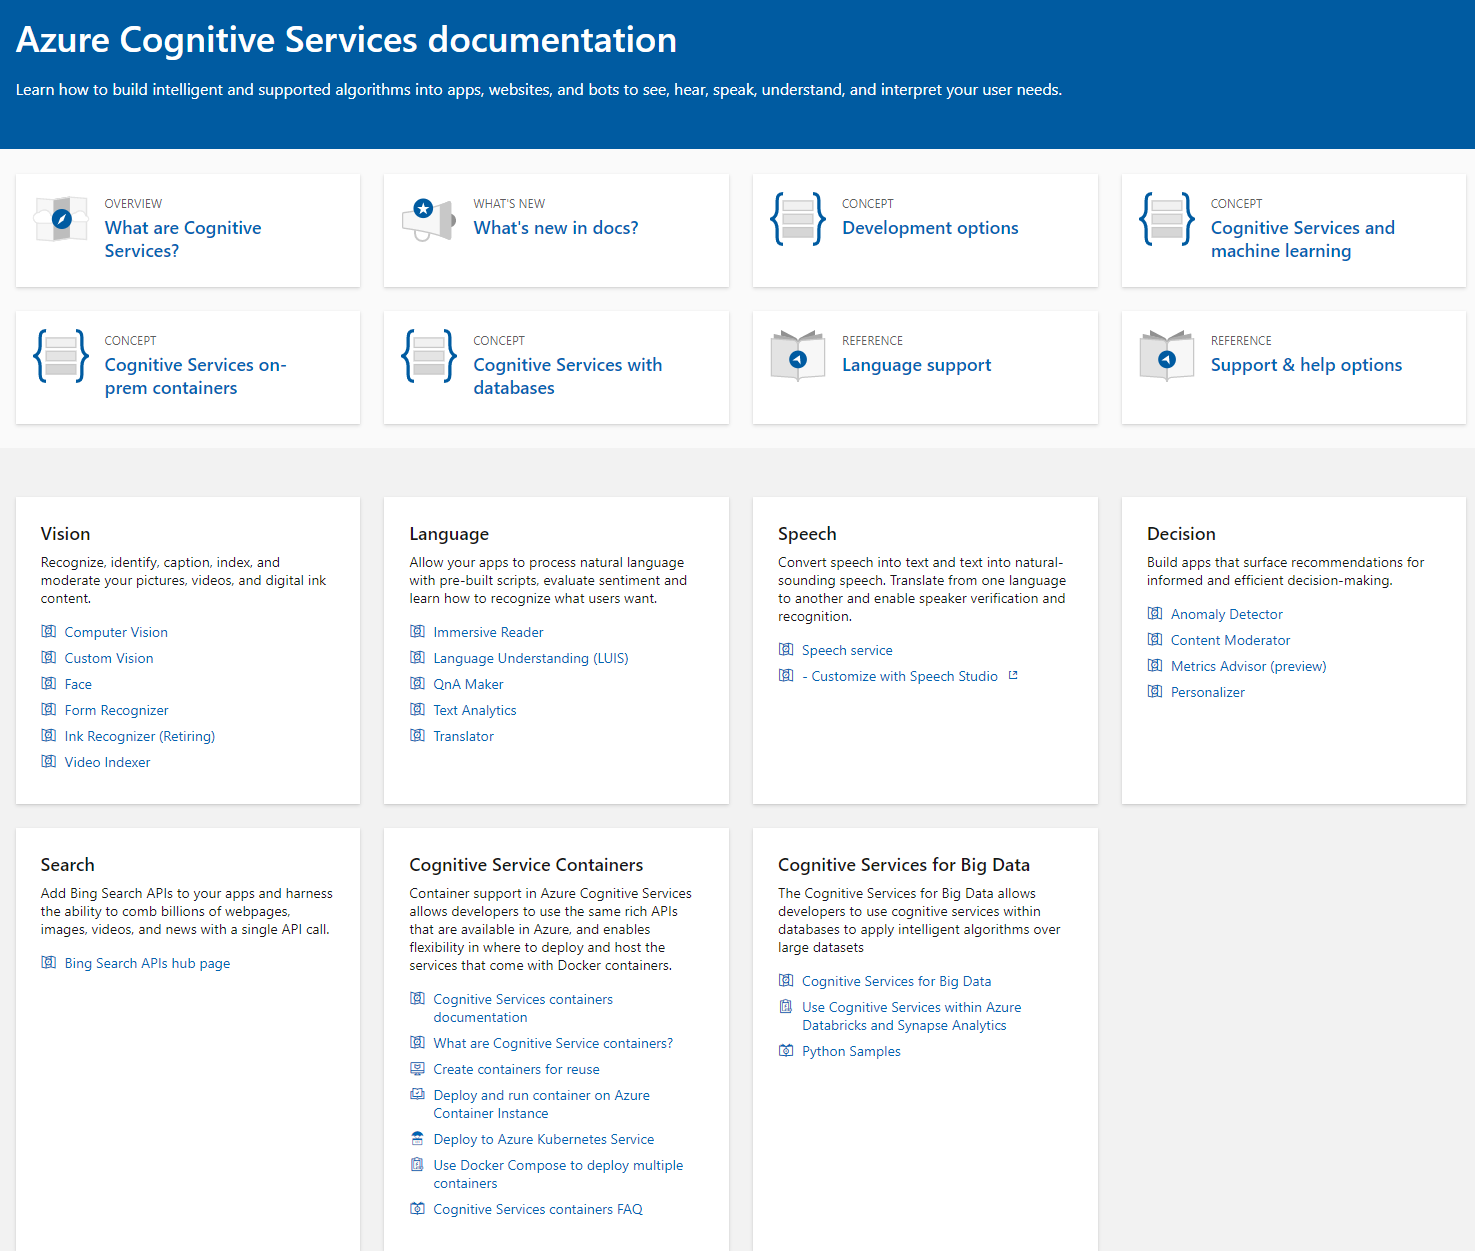 Azure Cognitive Services documentation
Learn how to build intelligent and supported algorithms into apps, websites, and bots to see, hear, speak, understand, and interpret your user needs.
OVERVIEW
What are Cognitive
Services?
WHAT'S NEW
What's new in docs?
CONCEPT
Development options
CONCEPT
Cognitive Services and
machine learning
CONCEPT
Cognitive Services on-
prem containers
CONCEPT
Cognitive Services with
databases
REFERENCE
Language support
REFERENCE
Support & help options
Vision
Recognize, identify, caption, index, and
moderate your pictures, videos, and digital ink
content.
Computer Vision
Custom Vision
Face
Form Recognizer
Ink Recognizer (Retiring)
Video Indexer
Language
Allow your apps to process natural language
with pre-built scripts, evaluate sentiment and
learn how to recognize what users want.
Immersive Reader
Language Understanding (LUIS)
QnA Maker
Text Analytics
Translator
Speech
Convert speech into text and text into natural-
sounding speech. Translate from one language
to another and enable speaker verification and
recognition.
Speech service
- Customize with Speech Studio
Decision
Build apps that surface recommendations for
informed and efficient decision-making.
Anomaly Detector
Content Moderator
Metrics Advisor (preview)
Personalizer
Search
Add Bing Search APIs to your apps and harness
the ability to comb billions of webpages,
images, videos, and news with a single API call.
Bing Search APIs hub page
Cognitive Service Containers
Container support in Azure Cognitive Services
allows developers to use the same rich APIs
that are available in Azure, and enables
flexibility in where to deploy and host the
services that come with Docker containers.
Cognitive Services containers
documentation
What are Cognitive Service containers?
Create containers for reuse
Deploy and run container on Azure
Container Instance
Deploy to Azure Kubernetes Service
Use Docker Compose to deploy multiple
containers
Cognitive Services containers FAQ
Cognitive Services for Big Data
The Cognitive Services for Big Data allows
developers to use cognitive services within
databases to apply intelligent algorithms over
large datasets
Cognitive Services for Big Data
Use Cognitive Services within Azure
Databricks and Synapse Analytics
Python Samples